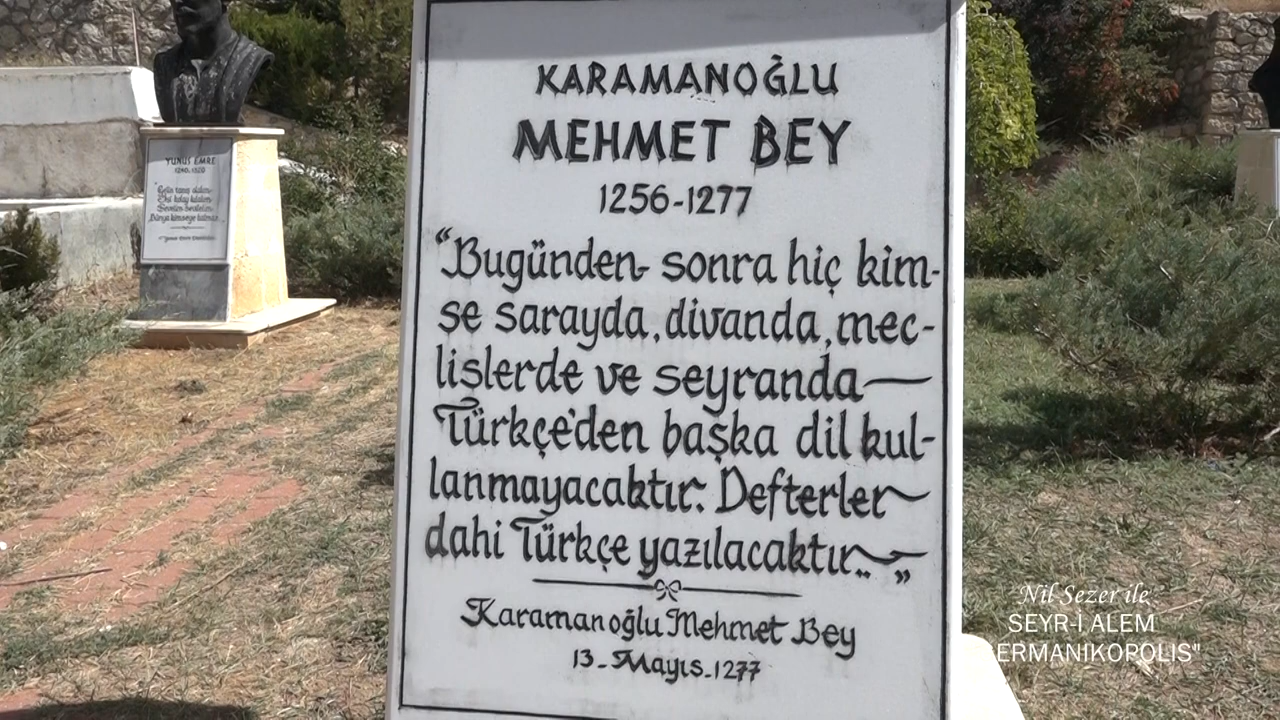 KARAMANOĞLU
MEHMET BEY
1256-1277
“Bugünden sonra hiç kim-
se sarayda, divanda, mec-
lislerde ve seyranda
Türkçe'den başka dil kul-
lanmayacaktır. Defterler
dahi Türkçe yazılacaktır..”
Karamanoğlu Mehmet Bey
13-Mayıs-1277
YUNUS EMRE
1240-1320
Nil Sezer ile
SEYR-İ ALEM
ERMANIKOPOLIS"